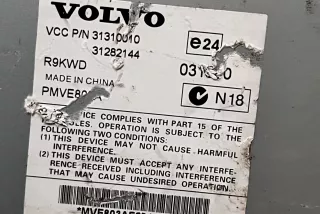 VOLVO
VCC P/N 31310010
31282144
e24
R9KWD
MADE IN CHINA
N18
DEVICE COMPLIES WITH PART 15 OF THE
OPERATION IS SUBJECT TO THE
FOLLOWING TWO CONDITIONS.
(1) THIS DEVICE MAY NOT CAUSE HARMFUL
INTERFERENCE.
(2) THIS DEVICE MUST ACCEPT ANY INTERFE-
RENCE RECEIVED INCLUDING INTERFERENCE
THAT MAY CAUSE UNDESIRED OPERATION.